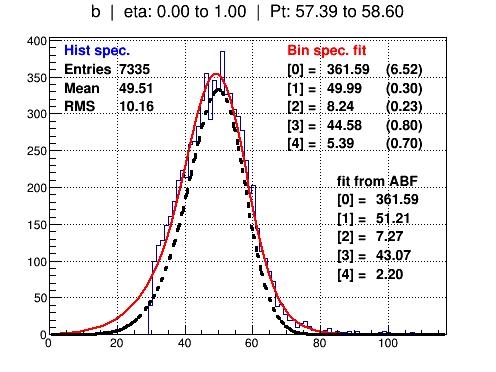 b | eta: 0.00 to 1.00 | Pt: 57.39 to 58.60
Hist spec.
Entries 7335
Mean 49.51
RMS 10.16
Bin spec. fit
[0] = 361.59 (6.52)
[1] = 49.99 (0.30)
[2] = 8.24 (0.23)
[3] = 44.58 (0.80)
[4] = 5.39 (0.70)
fit from ABF
[0] = 361.59
[1] = 51.21
[2] = 7.27
[3] = 43.07
[4] = 2.20
400
350
300
250
200
150
100
50
0
0 20 40 60 80 100